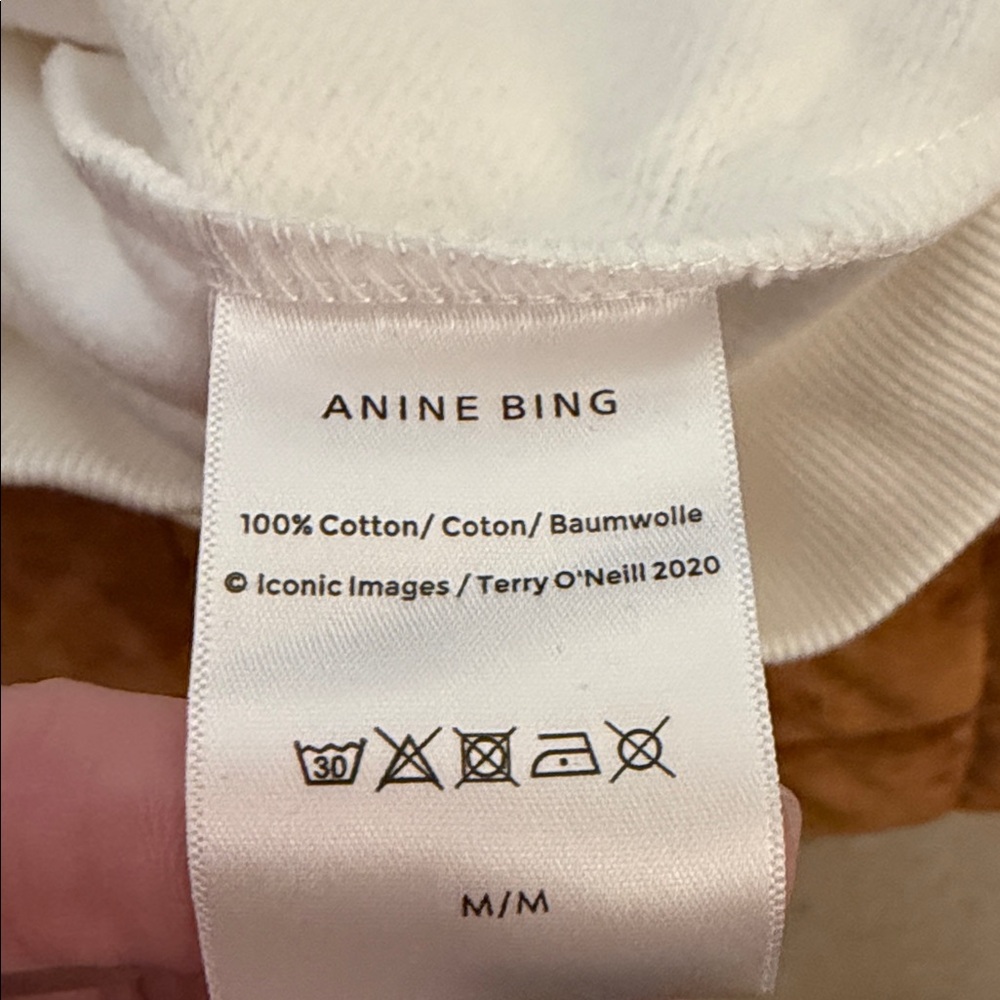 ANINE BING
100% Cotton/ Coton/ Baumwolle
© Iconic Images / Terry O'Neill 2020
30
M/M